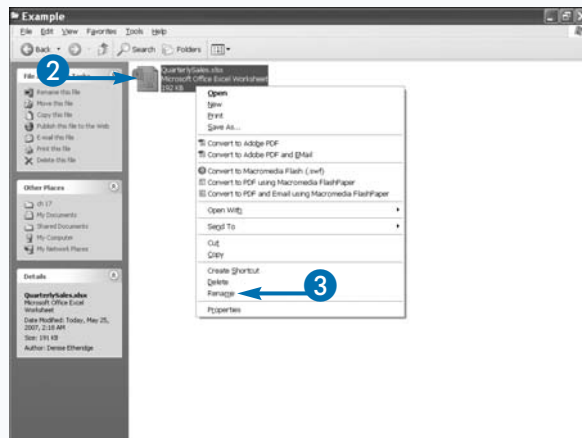 Example
File Edit View Favorites Tools Help
Back Search Folders
2
QuarterlySales.xlsx
Microsoft Office Excel Worksheet
192 KB
File Tasks
Rename this file
Move this file
Copy this file
Publish this file to the Web
E-mail this file
Print this file
Delete this file
Other Places
ch 17
My Documents
Shared Documents
My Computer
My Network Places
Details
QuarterlySales.xlsx
Microsoft Office Excel
Worksheet
Date Modified: Today, May 25,
2007, 2:18 AM
Size: 191 KB
Author: Denise Etheridge
Open
New
Print
Save As...
Convert to Adobe PDF
Convert to Adobe PDF and EMail
Convert to Macromedia Flash (.swf)
Convert to PDF using Macromedia FlashPaper
Convert to PDF and Email using Macromedia FlashPaper
Open With
Send To
Cut
Copy
Create Shortcut
Delete
Rename
3
Properties